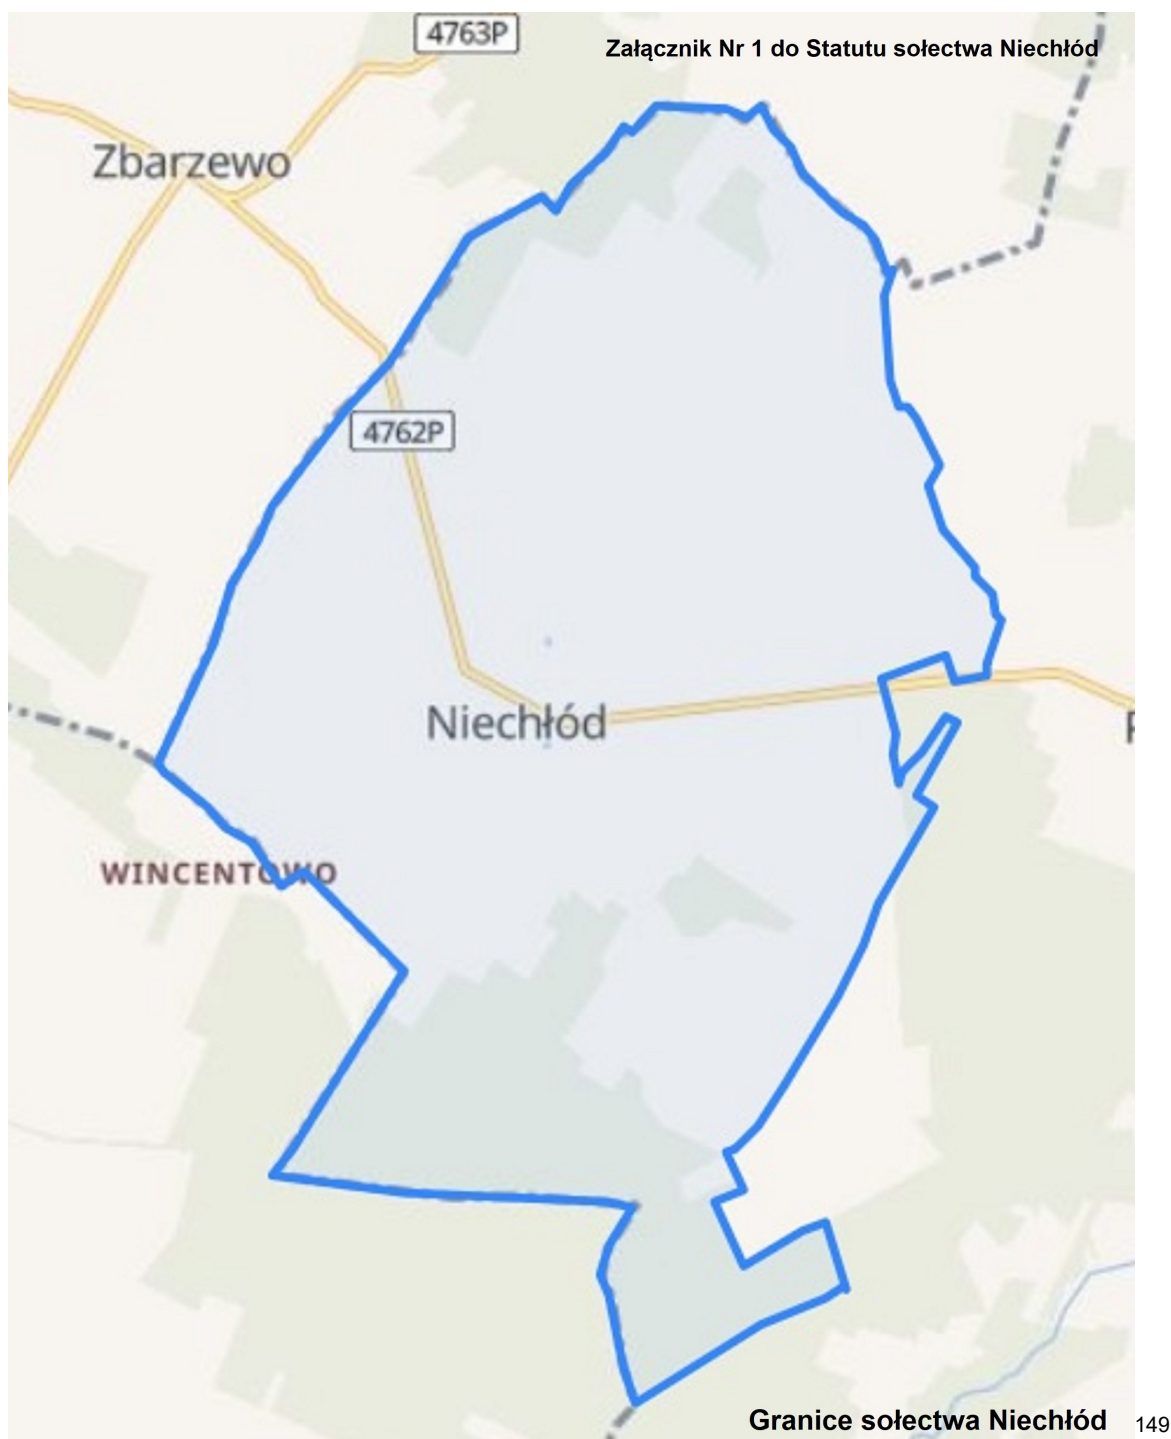 4763P
Załącznik Nr 1 do Statutu sołectwa Niechłód
Zbarzewo
4762P
Niechłód
WINCENTOWO
Granice sołectwa Niechłód
149